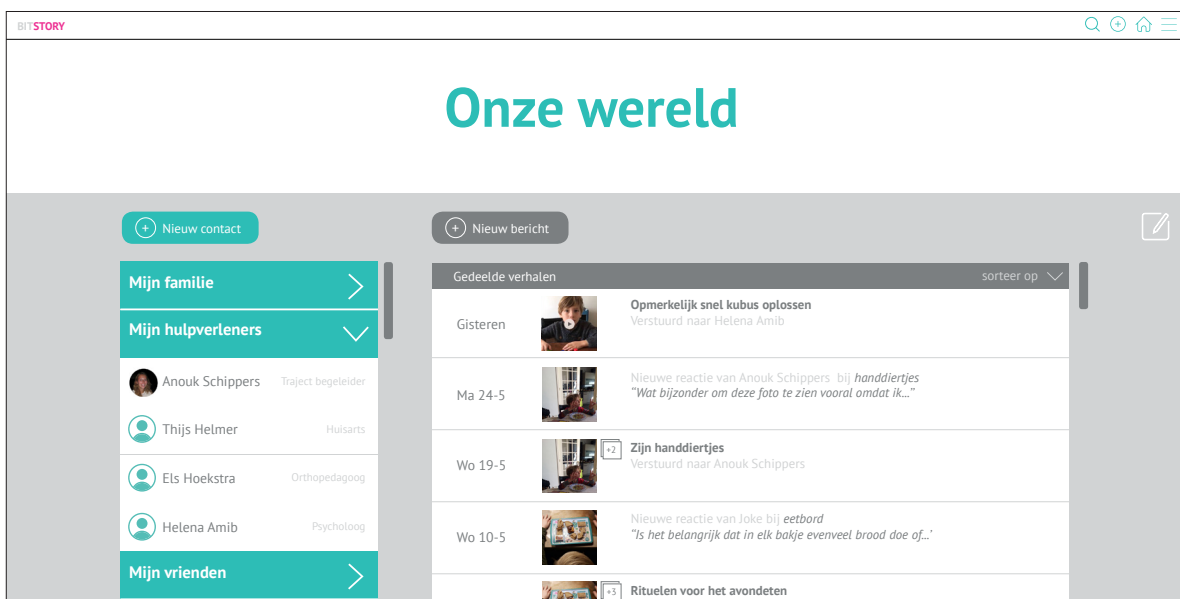 BITSTORY
Onze wereld
Nieuw contact
Nieuw bericht
Mijn familie
Mijn hulpverleners
Anouk Schippers Traject begeleider
Thijs Helmer Huisarts
Els Hoekstra Orthopedagoog
Helena Amib Psycholoog
Mijn vrienden
Gedeelde verhalen sorteer op
Gisteren
Opmerkelijk snel kubus oplossen
Verstuurd naar Helena Amib
Ma 24-5
Nieuwe reactie van Anouk Schippers bij handdiertjes
"Wat bijzonder om deze foto te zien vooral omdat ik..."
Wo 19-5
+2
Zijn handdiertjes
Verstuurd naar Anouk Schippers
Wo 10-5
Nieuwe reactie van Joke bij eetbord
"Is het belangrijk dat in elk bakje evenveel brood doe of...'
+3
Rituelen voor het avondeten